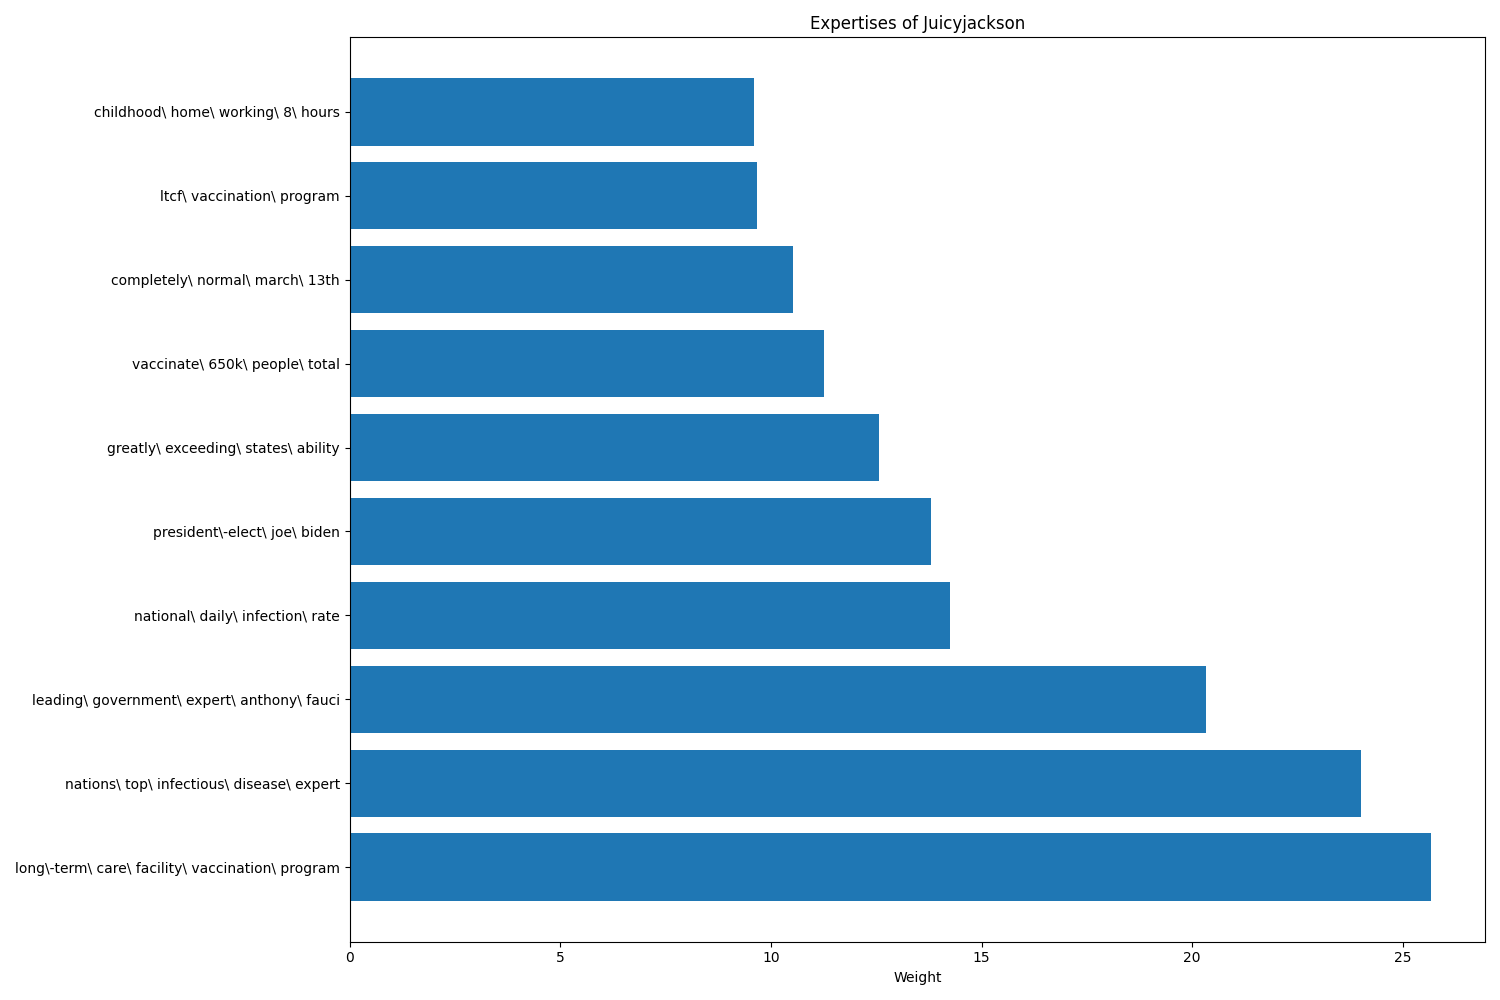 Expertises of Juicyjackson
childhood\ home\ working\ 8\ hours
ltcf\ vaccination\ program
completely\ normal\ march\ 13th
vaccinate\ 650k\ people\ total
greatly\ exceeding\ states\ ability
president\-elect\ joe\ biden
national\ daily\ infection\ rate
leading\ government\ expert\ anthony\ fauci
nations\ top\ infectious\ disease\ expert
long\-term\ care\ facility\ vaccination\ program
0 5 10 15 20 25
Weight